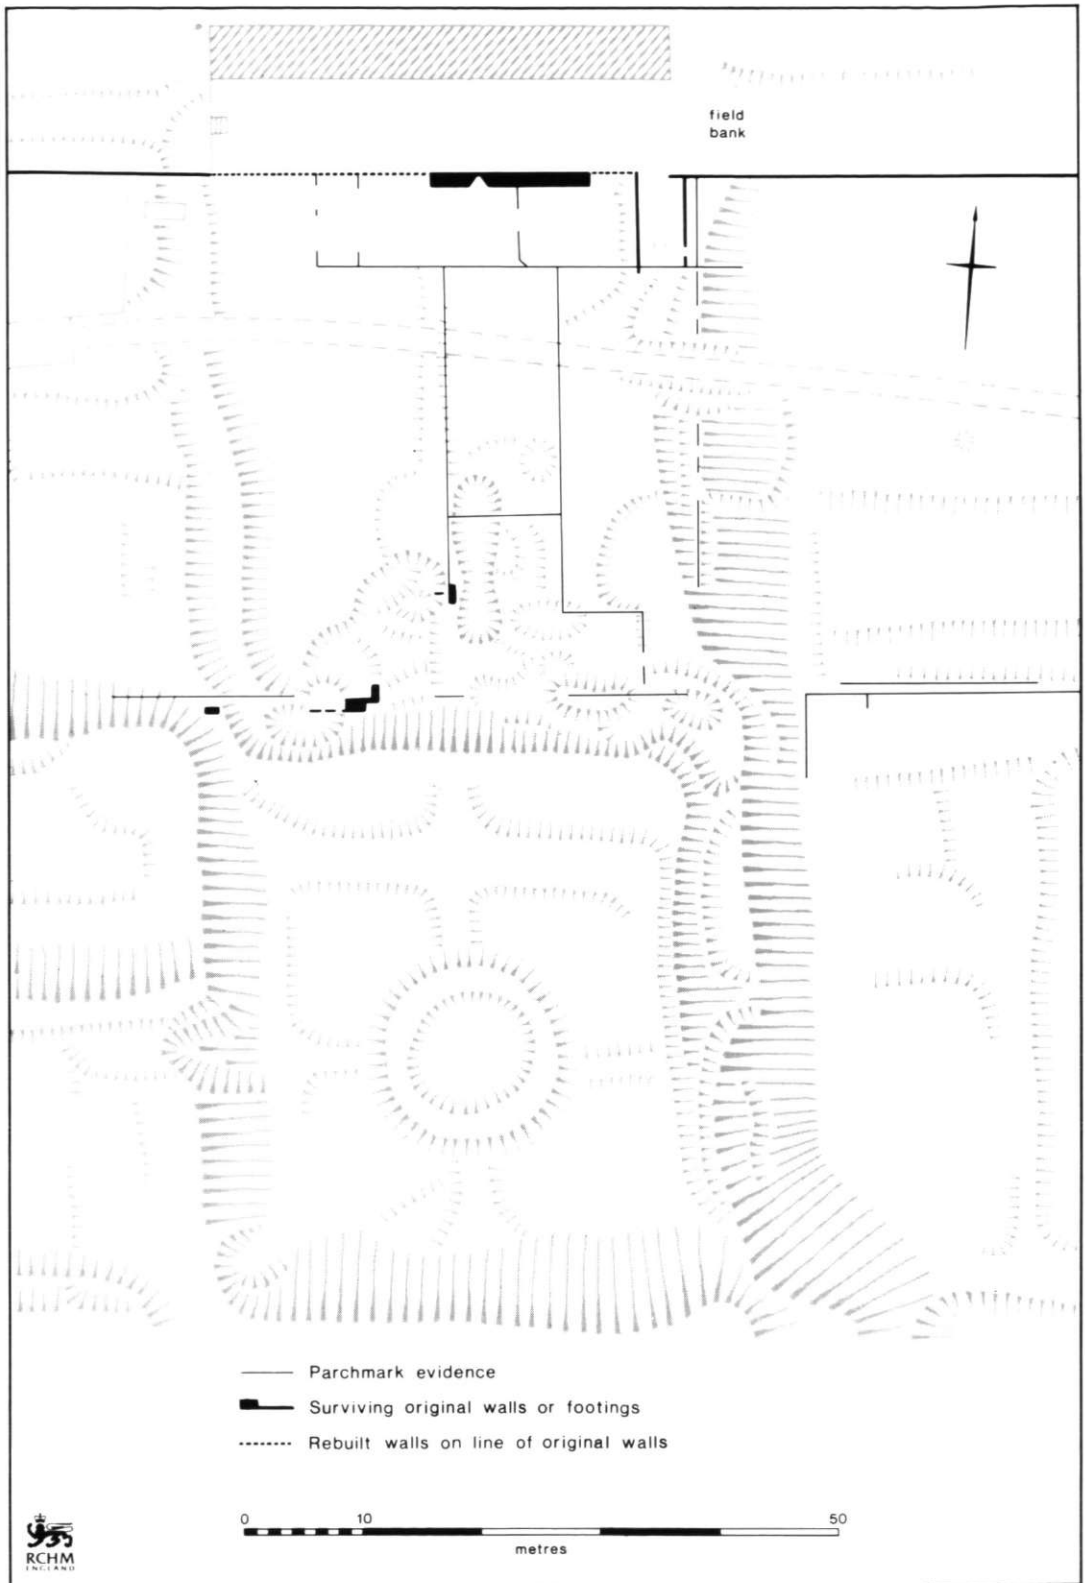 field
bank
Parchmark evidence
Surviving original walls or footings
Rebuilt walls on line of original walls
0 10 50
metres
RCHM
ENGLAND